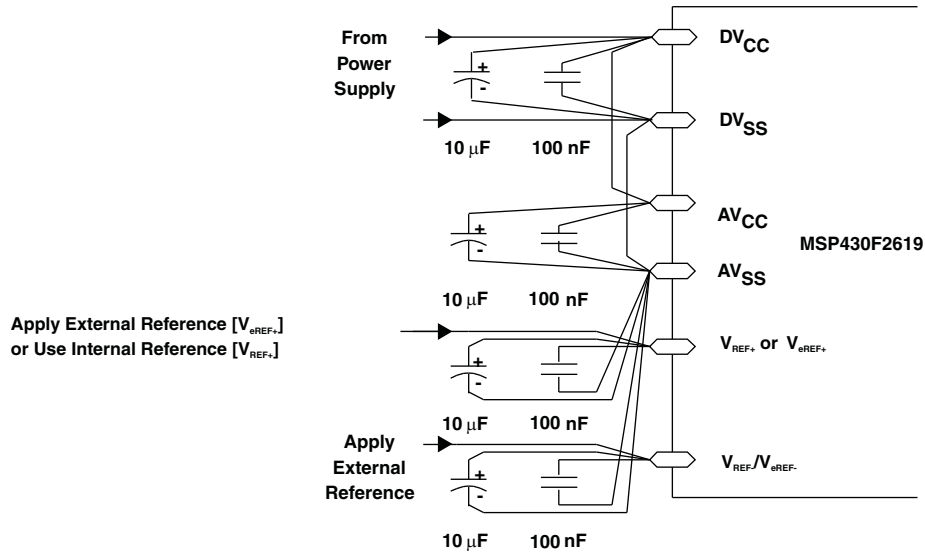 From
Power
Supply
+
-
10 μF 100 nF
DVCC
DVSS
+
-
10 μF 100 nF
AVCC
AVSS
MSP430F2619
Apply External Reference [VeREF+]
or Use Internal Reference [VREF+]
+
-
10 μF 100 nF
VREF+ or VeREF+
Apply
External
Reference
+
-
10 μF 100 nF
VREF-/VeREF-